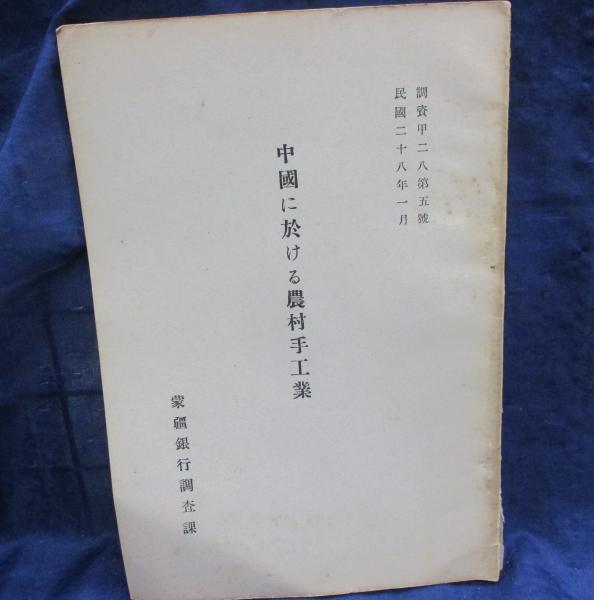 調資甲二八第五號
民國二十八年一月
中國に於ける農村手工業
蒙疆銀行調査課